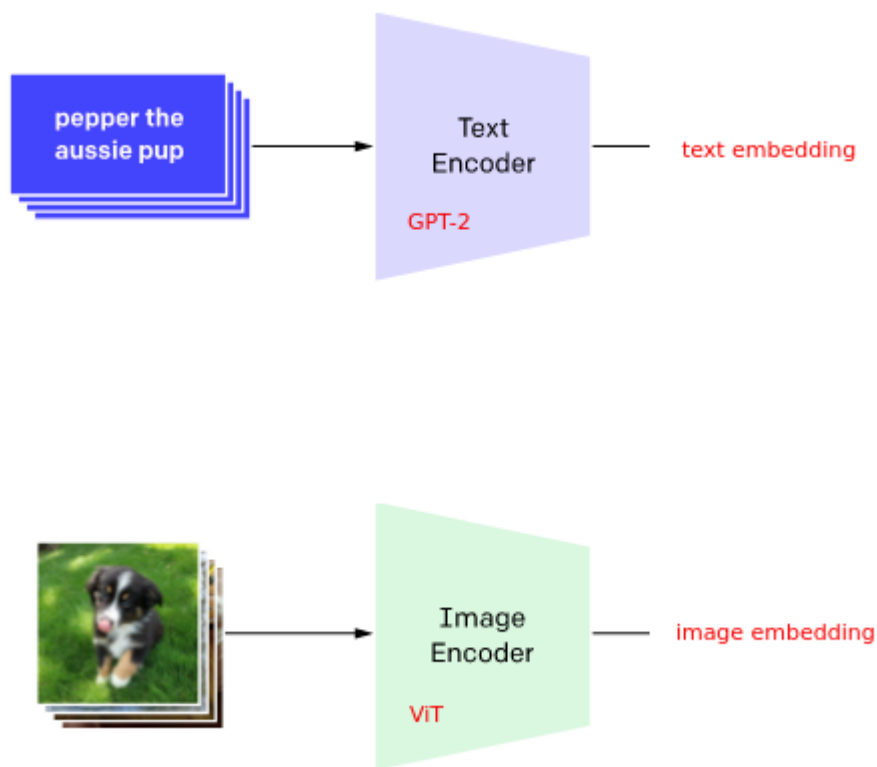 pepper the
aussie pup
Text
Encoder
GPT-2
text embedding
Image
Encoder
ViT
image embedding